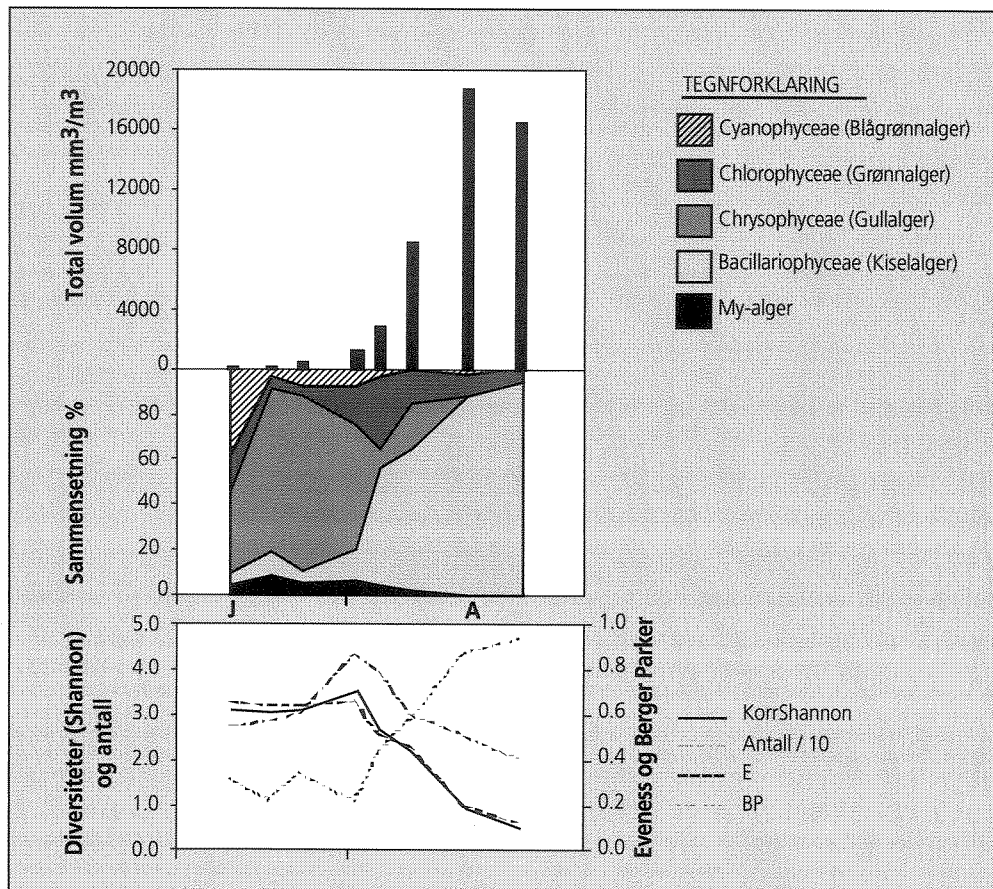 20000
16000
12000
8000
4000
0
Total volum mm³/m³
80
60
40
20
0
Sammensetning %
J
A
5.0
4.0
3.0
2.0
1.0
0.0
Diversiteter (Shannon)
og antall
1.0
0.8
0.6
0.4
0.2
0.0
Eveness og Berger Parker
TEGNFORKLARING
Cyanophyceae (Blågrønnalger)
Chlorophyceae (Grønnalger)
Chrysophyceae (Gullalger)
Bacillariophyceae (Kiselalger)
My-alger
KorrShannon
Antall / 10
E
BP